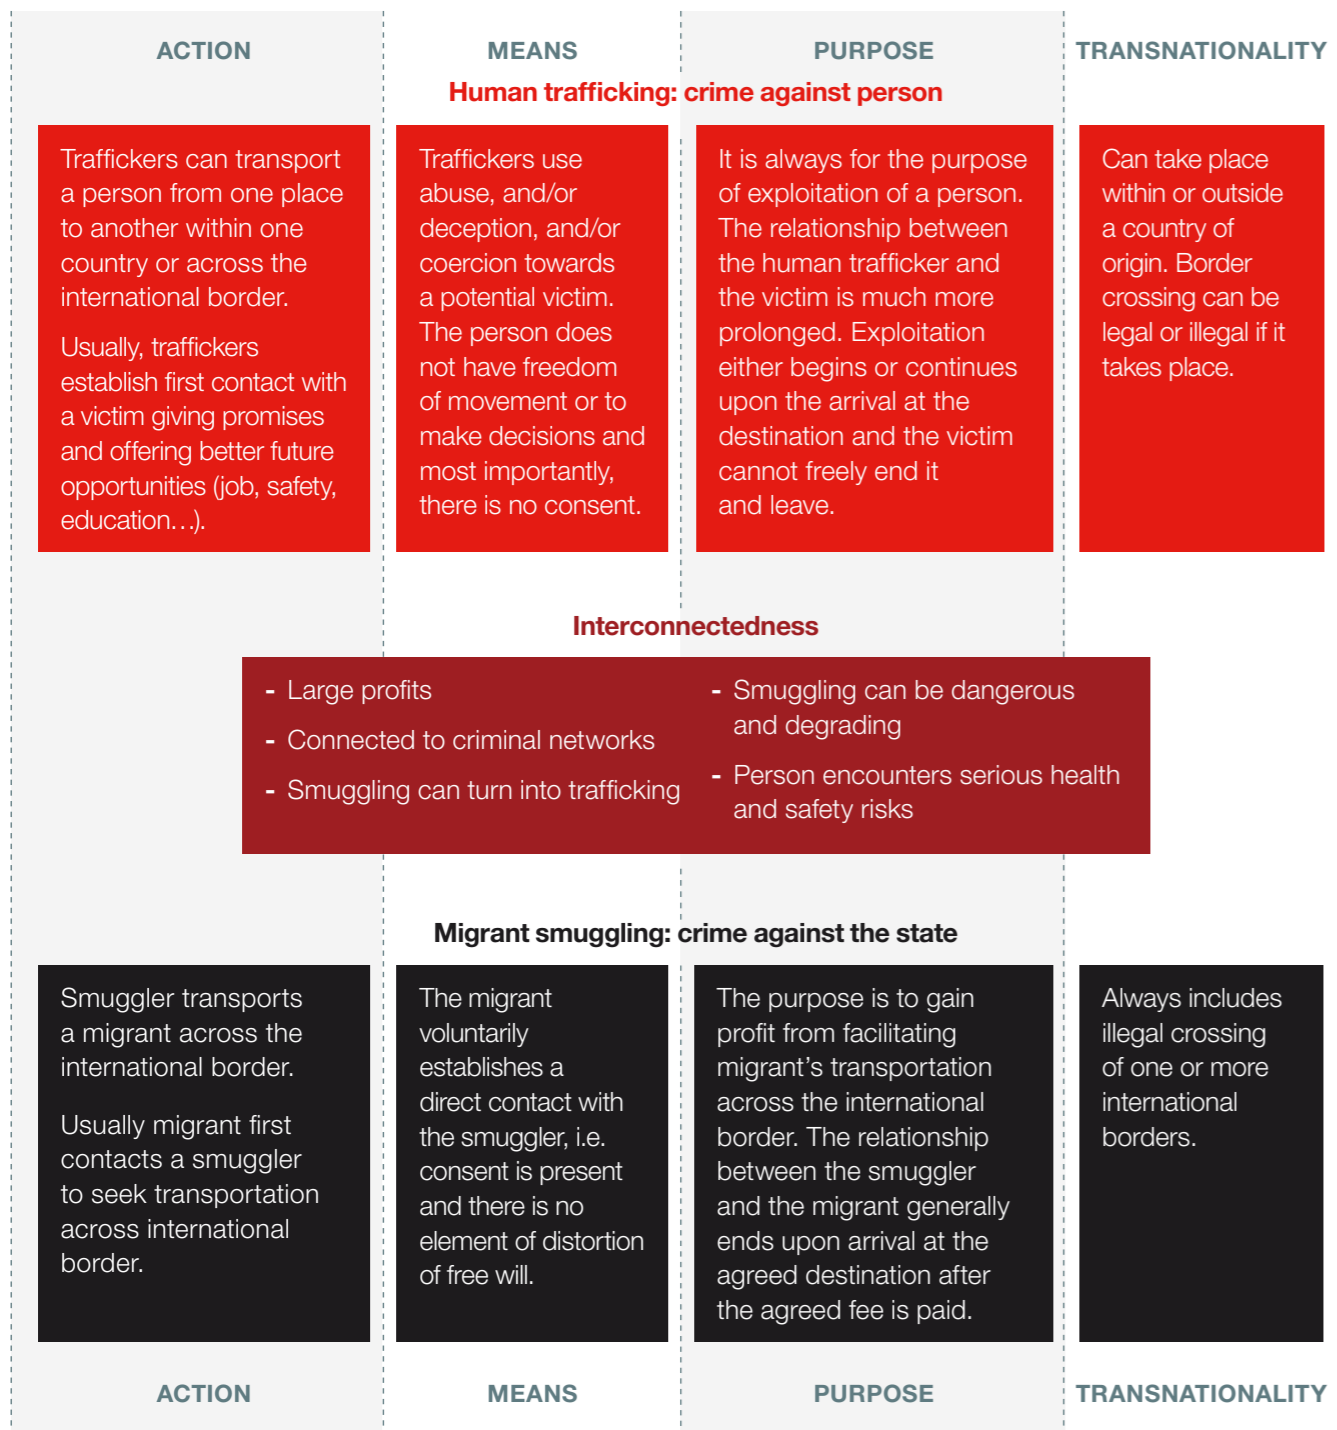 ACTION
MEANS
PURPOSE
TRANSNATIONALITY
Human trafficking: crime against person
Traffickers can transport
a person from one place
to another within one
country or across the
international border.
Usually, traffickers
establish first contact with
a victim giving promises
and offering better future
opportunities (job, safety,
education…).
Traffickers use
abuse, and/or
deception, and/or
coercion towards
a potential victim.
The person does
not have freedom
of movement or to
make decisions and
most importantly,
there is no consent.
It is always for the purpose
of exploitation of a person.
The relationship between
the human trafficker and
the victim is much more
prolonged. Exploitation
either begins or continues
upon the arrival at the
destination and the victim
cannot freely end it
and leave.
Can take place
within or outside
a country of
origin. Border
crossing can be
legal or illegal if it
takes place.
Interconnectedness
- Large profits
- Connected to criminal networks
- Smuggling can turn into trafficking
- Smuggling can be dangerous
and degrading
- Person encounters serious health
and safety risks
Migrant smuggling: crime against the state
Smuggler transports
a migrant across the
international border.
Usually migrant first
contacts a smuggler
to seek transportation
across international
border.
The migrant
voluntarily
establishes a
direct contact with
the smuggler, i.e.
consent is present
and there is no
element of distortion
of free will.
The purpose is to gain
profit from facilitating
migrant’s transportation
across the international
border. The relationship
between the smuggler
and the migrant generally
ends upon arrival at the
agreed destination after
the agreed fee is paid.
Always includes
illegal crossing
of one or more
international
borders.
ACTION
MEANS
PURPOSE
TRANSNATIONALITY